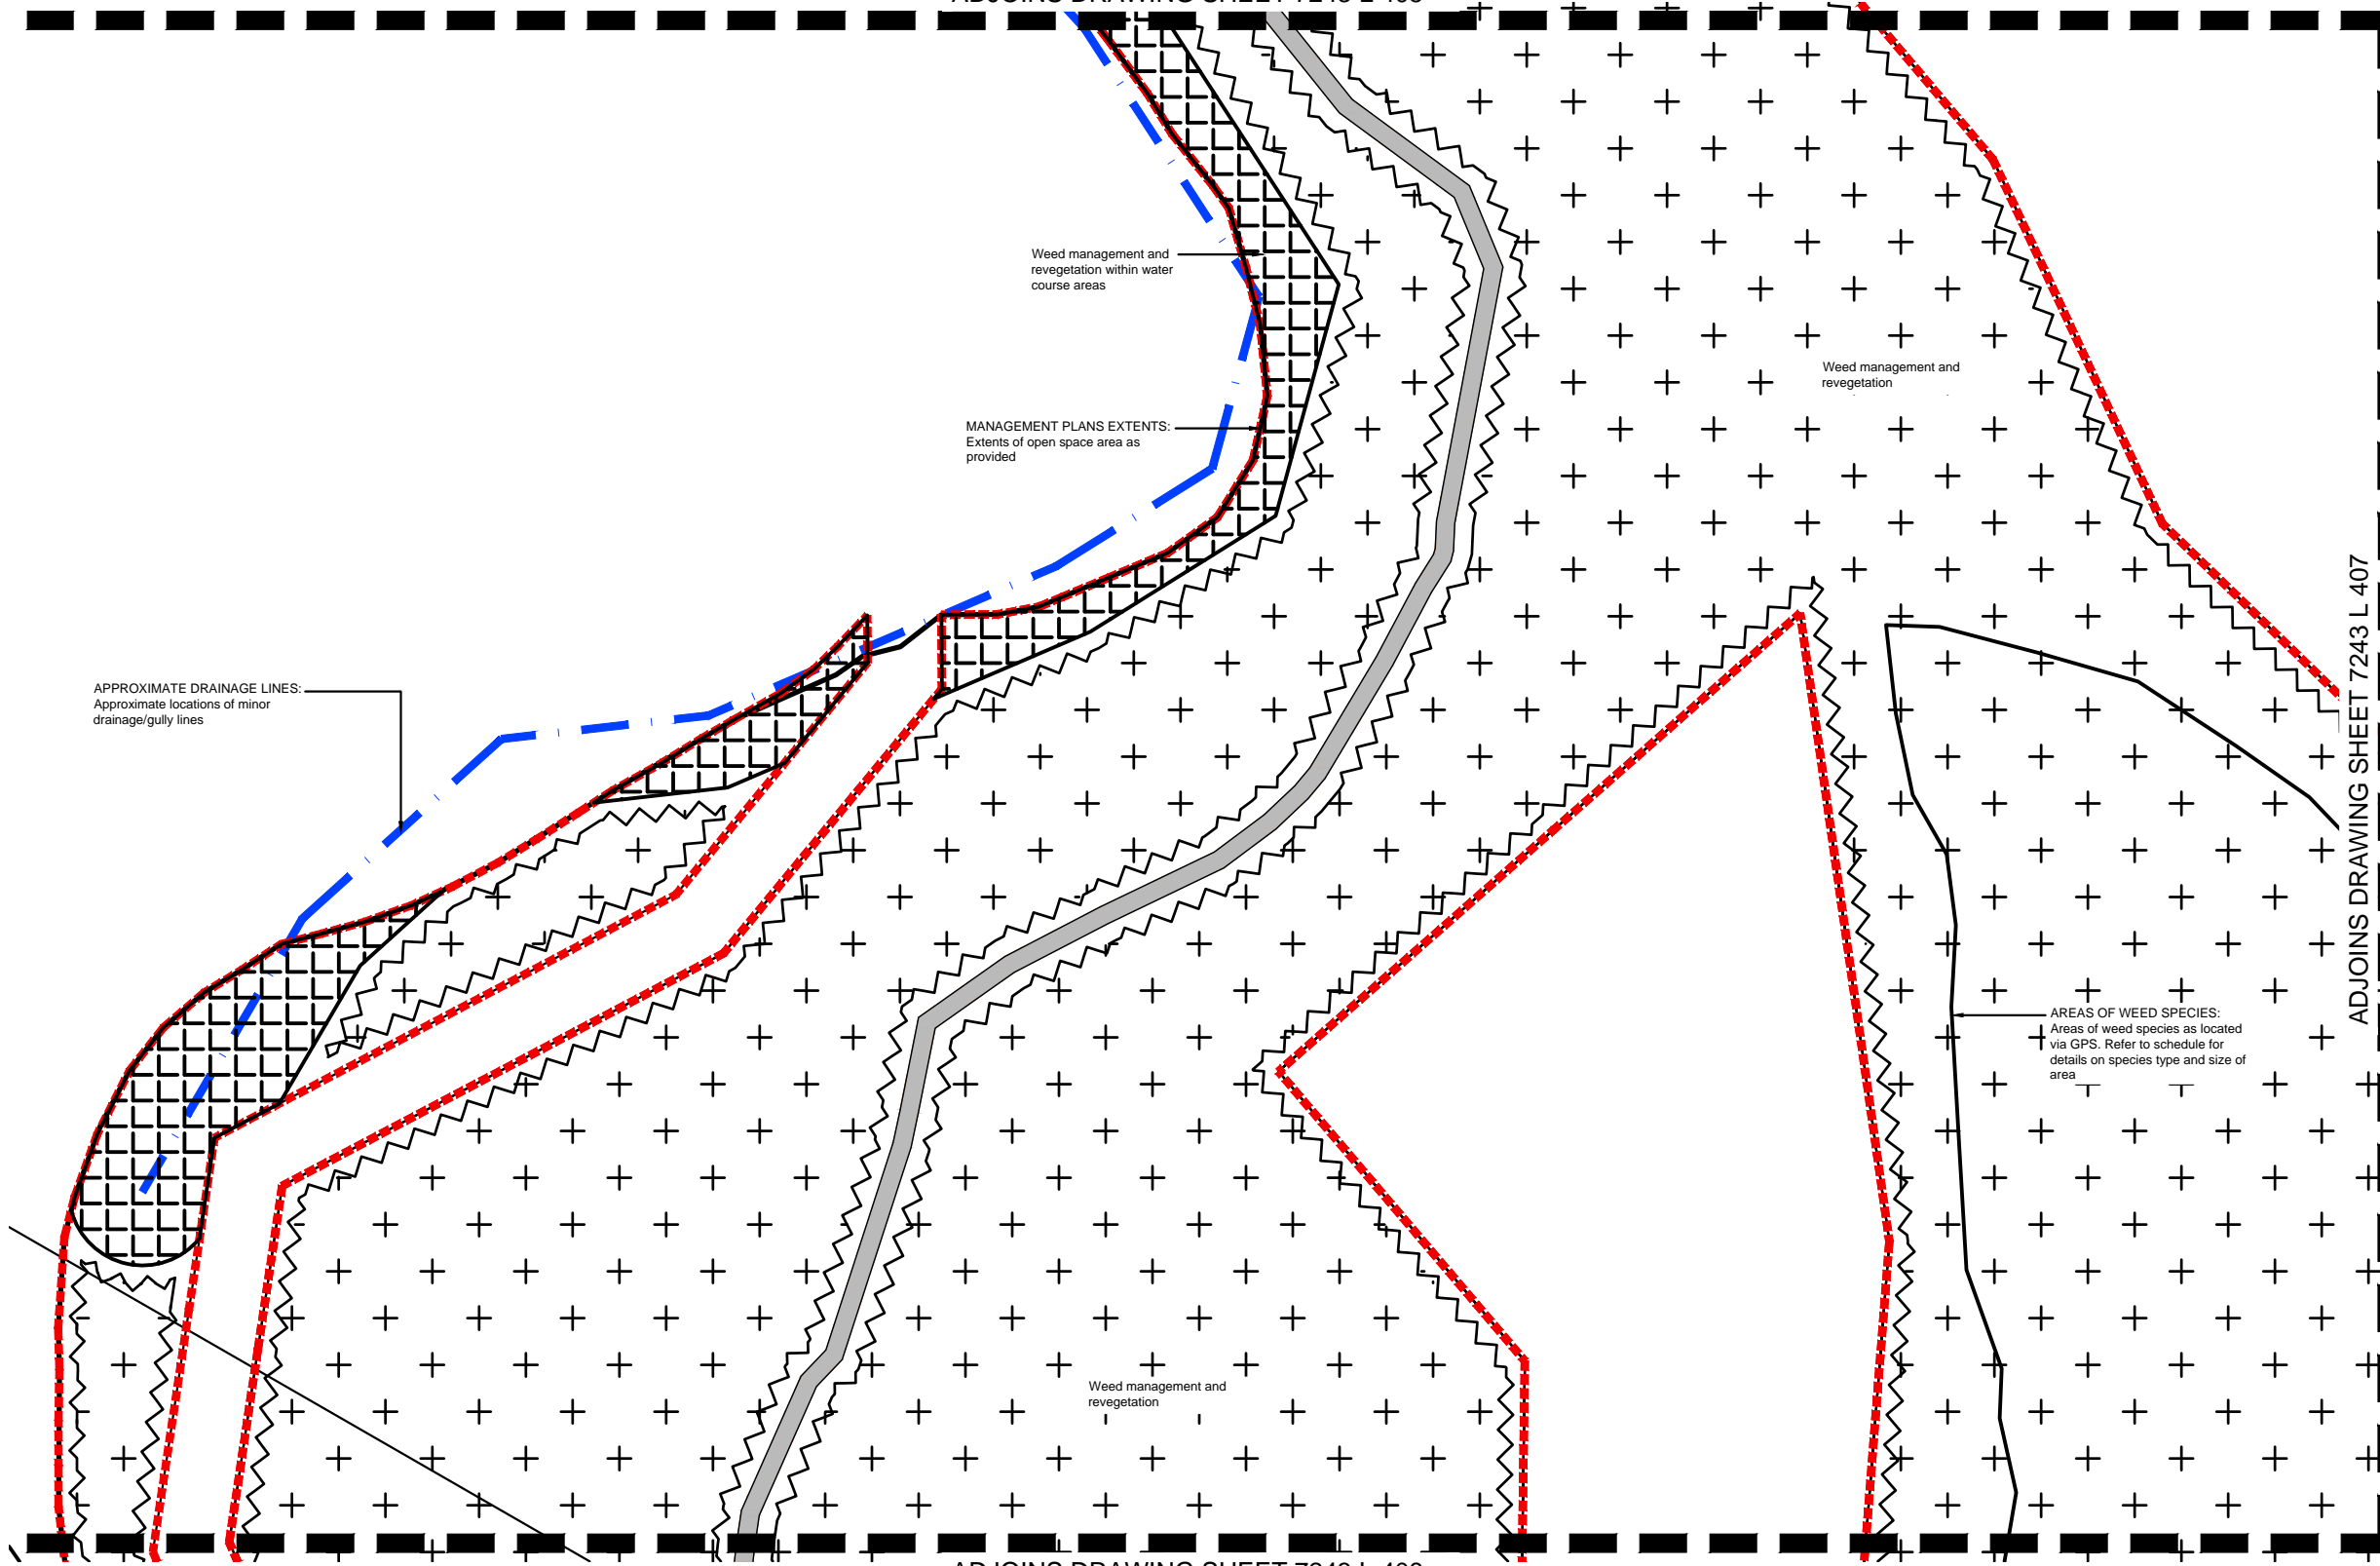 Weed management and
revegetation within water
course areas
Weed management and
revegetation
MANAGEMENT PLANS EXTENTS:
Extents of open space area as
provided
ADJOINS DRAWING SHEET 7243 L 407
APPROXIMATE DRAINAGE LINES:
Approximate locations of minor
drainage/gully lines
AREAS OF WEED SPECIES:
Areas of weed species as located
via GPS. Refer to schedule for
details on species type and size of
area
Weed management and
revegetation
ADJOINS DRAWING SHEET